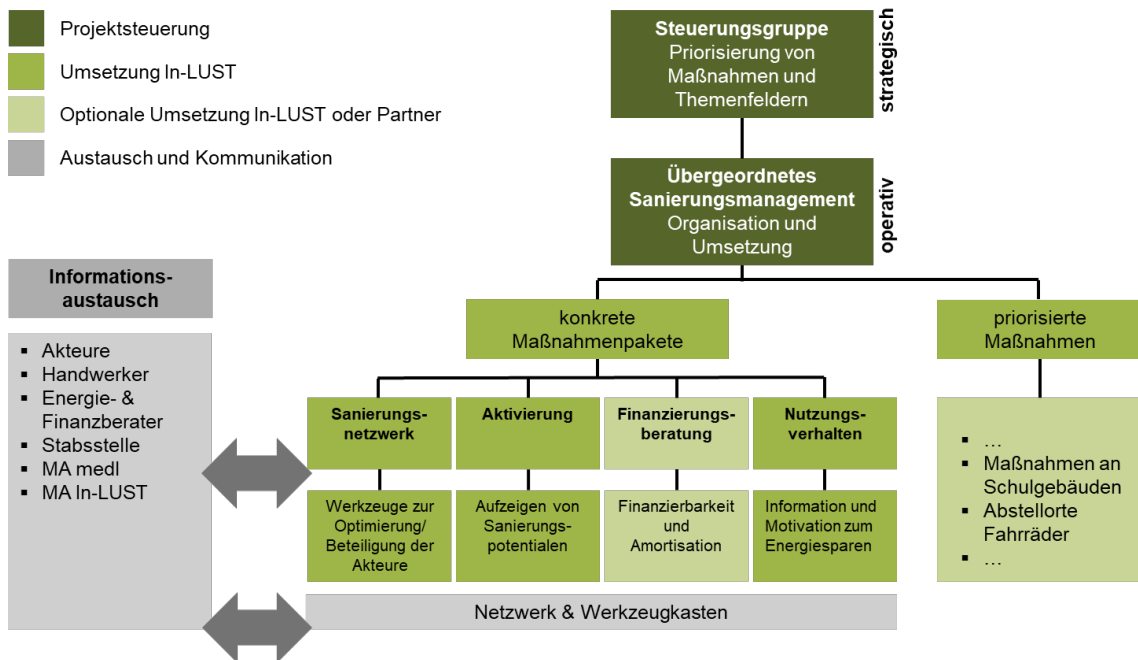 Projektsteuerung
Umsetzung In-LUST
Optionale Umsetzung In-LUST oder Partner
Austausch und Kommunikation
Steuerungsgruppe
Priorisierung von
Maßnahmen und
Themenfeldern
strategisch
Übergeordnetes
Sanierungsmanagement
Organisation und
Umsetzung
operativ
Informations-
austausch
▪ Akteure
▪ Handwerker
▪ Energie- &
Finanzberater
▪ Stabsstelle
▪ MA medl
▪ MA In-LUST
konkrete
Maßnahmenpakete
priorisierte
Maßnahmen
Sanierungs-
netzwerk
Aktivierung
Finanzierungs-
beratung
Nutzungs-
verhalten
Werkzeuge zur
Optimierung/
Beteiligung der
Akteure
Aufzeigen von
Sanierungs-
potentialen
Finanzierbarkeit
und
Amortisation
Information und
Motivation zum
Energiesparen
▪ …
▪ Maßnahmen an
Schulgebäuden
▪ Abstellorte
Fahrräder
▪ …
Netzwerk & Werkzeugkasten